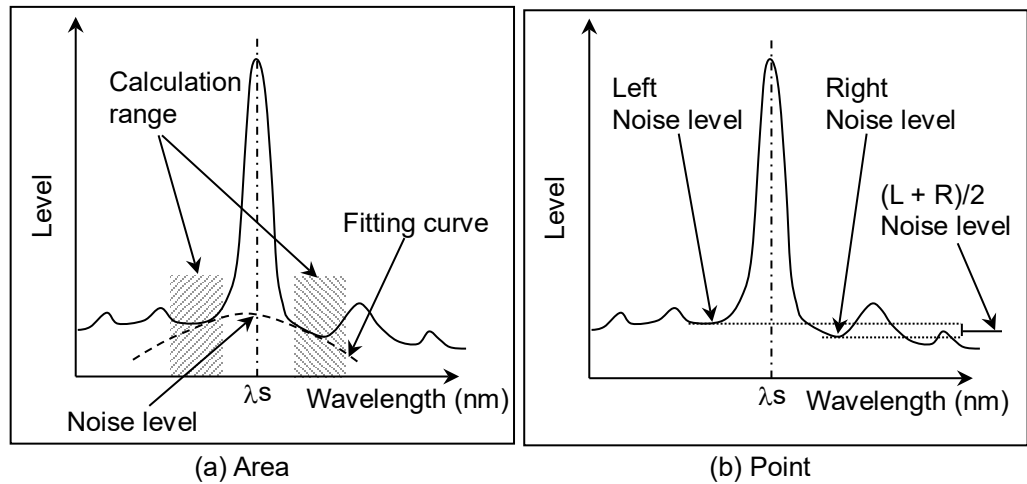 Calculation
range
Level
Fitting curve
λs
Wavelength (nm)
Noise level
(a) Area
Left
Noise level
Right
Noise level
(L + R)/2
Noise level
Level
λs
Wavelength (nm)
(b) Point